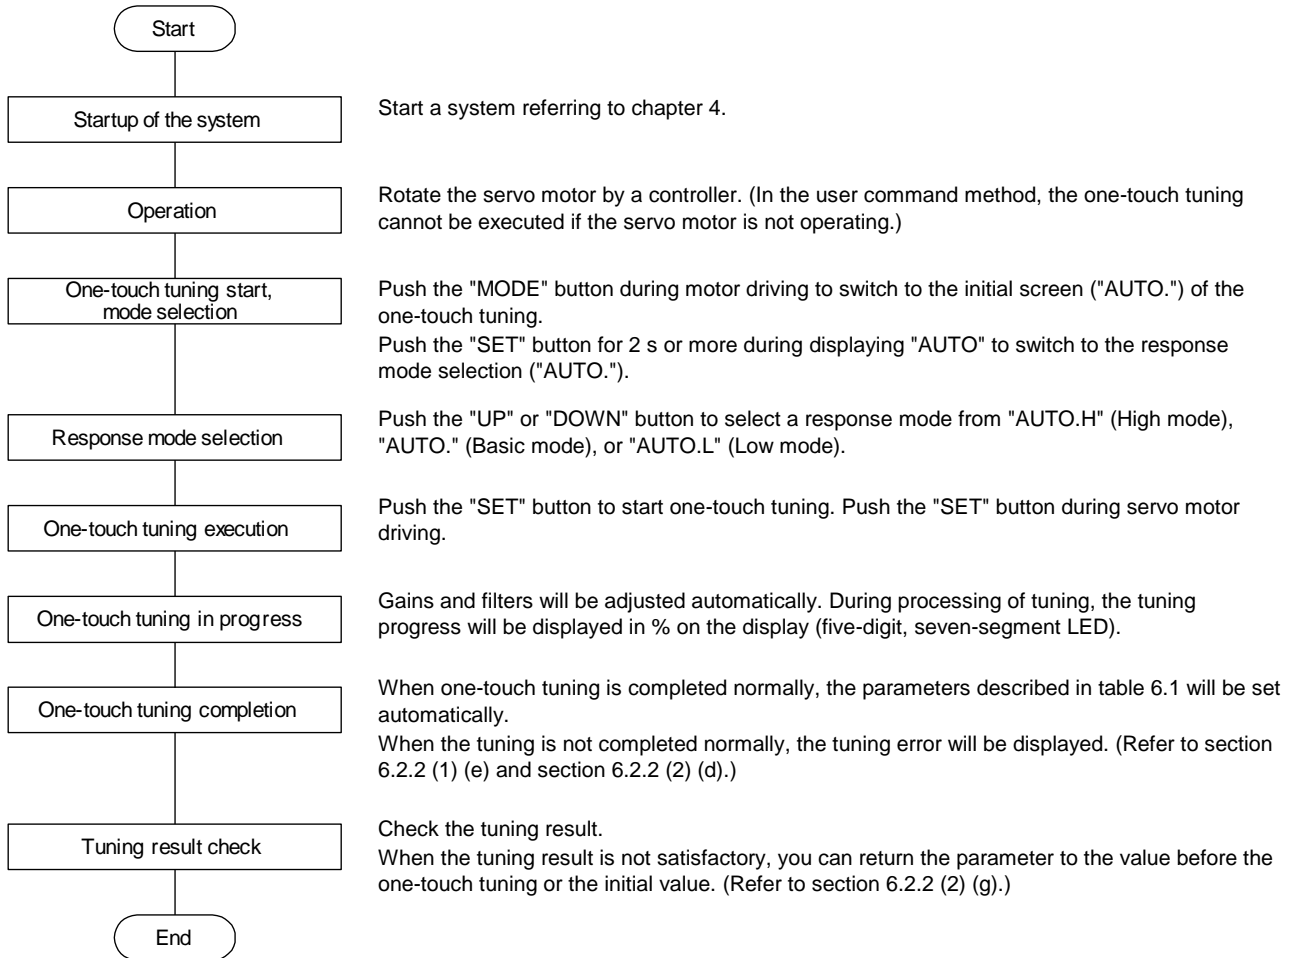 Start
Startup of the system
Start a system referring to chapter 4.
Operation
Rotate the servo motor by a controller. (In the user command method, the one-touch tuning
cannot be executed if the servo motor is not operating.)
One-touch tuning start,
mode selection
Push the "MODE" button during motor driving to switch to the initial screen ("AUTO.") of the
one-touch tuning.
Push the "SET" button for 2 s or more during displaying "AUTO" to switch to the response
mode selection ("AUTO.").
Response mode selection
Push the "UP" or "DOWN" button to select a response mode from "AUTO.H" (High mode),
"AUTO." (Basic mode), or "AUTO.L" (Low mode).
One-touch tuning execution
Push the "SET" button to start one-touch tuning. Push the "SET" button during servo motor
driving.
One-touch tuning in progress
Gains and filters will be adjusted automatically. During processing of tuning, the tuning
progress will be displayed in % on the display (five-digit, seven-segment LED).
One-touch tuning completion
When one-touch tuning is completed normally, the parameters described in table 6.1 will be set
automatically.
When the tuning is not completed normally, the tuning error will be displayed. (Refer to section
6.2.2 (1) (e) and section 6.2.2 (2) (d).)
Tuning result check
Check the tuning result.
When the tuning result is not satisfactory, you can return the parameter to the value before the
one-touch tuning or the initial value. (Refer to section 6.2.2 (2) (g).)
End